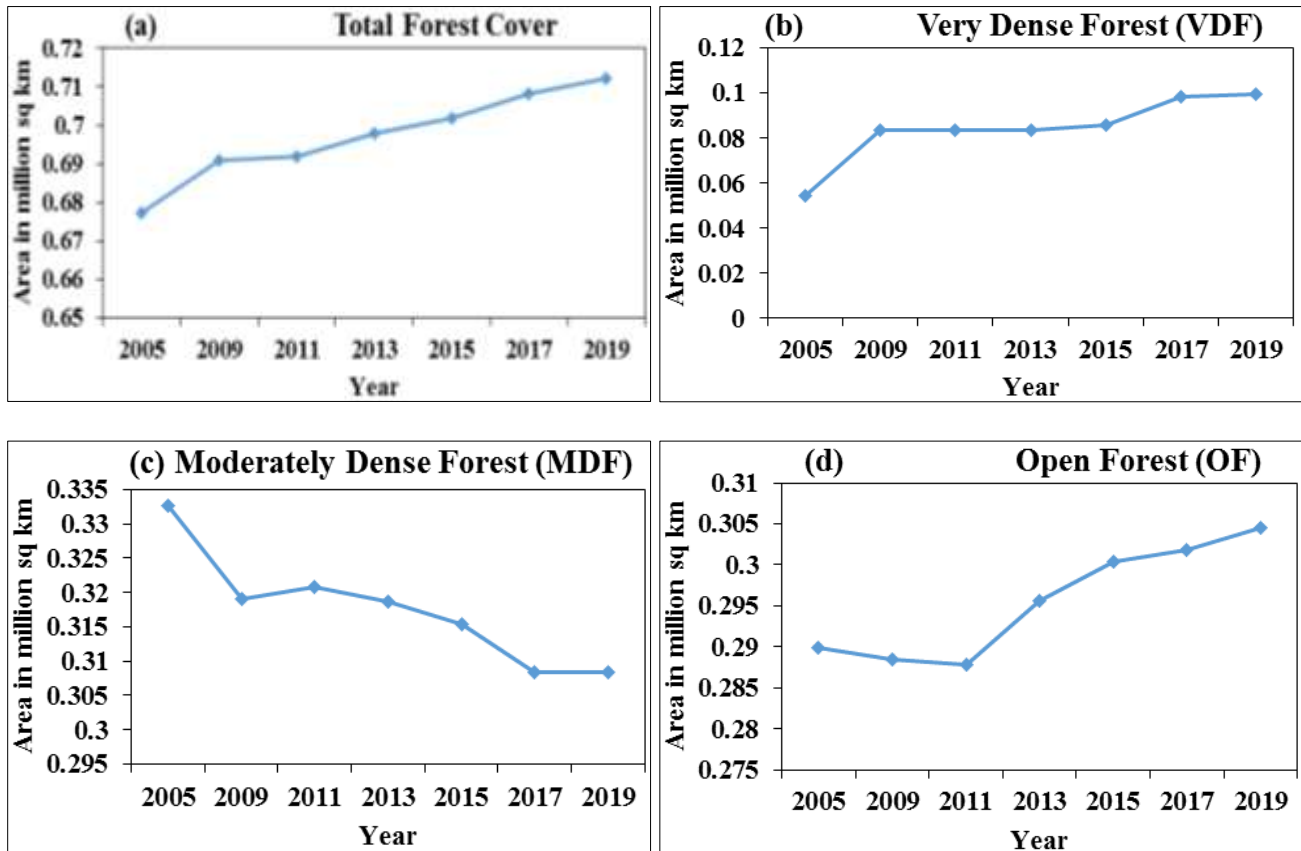 (a) Total Forest Cover
Area in million sq km
0.72
0.71
0.7
0.69
0.68
0.67
0.66
0.65
2005 2009 2011 2013 2015 2017 2019
Year
(b) Very Dense Forest (VDF)
Area in million sq km
0.12
0.1
0.08
0.06
0.04
0.02
0
2005 2009 2011 2013 2015 2017 2019
Year
(c) Moderately Dense Forest (MDF)
Area in million sq km
0.335
0.33
0.325
0.32
0.315
0.31
0.305
0.3
0.295
2005 2009 2011 2013 2015 2017 2019
Year
(d) Open Forest (OF)
Area in million sq km
0.31
0.305
0.3
0.295
0.29
0.285
0.28
0.275
2005 2009 2011 2013 2015 2017 2019
Year